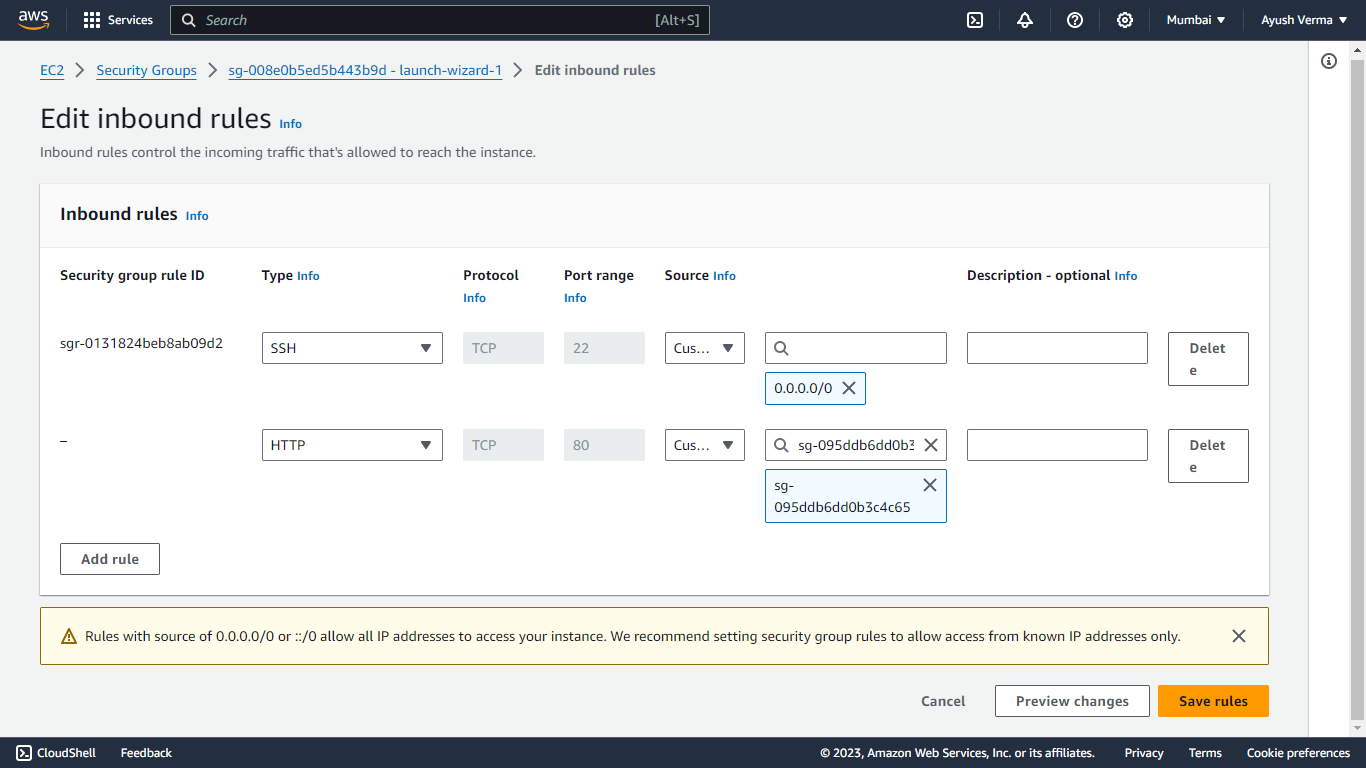 aws Services Search [Alt+S] Mumbai Ayush Verma
EC2 Security Groups sg-008e0b5ed5b443b9d - launch-wizard-1 Edit inbound rules
Edit inbound rules Info
Inbound rules control the incoming traffic that's allowed to reach the instance.
Inbound rules Info
Security group rule ID Type Info Protocol Port range Source Info Description - optional Info
Info Info
sgr-0131824beb8ab09d2 SSH TCP 22 Cus... Delet
e
0.0.0.0/0
– HTTP TCP 80 Cus... sg-095ddb6dd0b3 Delet
e
sg-
095ddb6dd0b3c4c65
Add rule
Rules with source of 0.0.0.0/0 or ::/0 allow all IP addresses to access your instance. We recommend setting security group rules to allow access from known IP addresses only.
Cancel Preview changes Save rules
CloudShell Feedback © 2023, Amazon Web Services, Inc. or its affiliates. Privacy Terms Cookie preferences